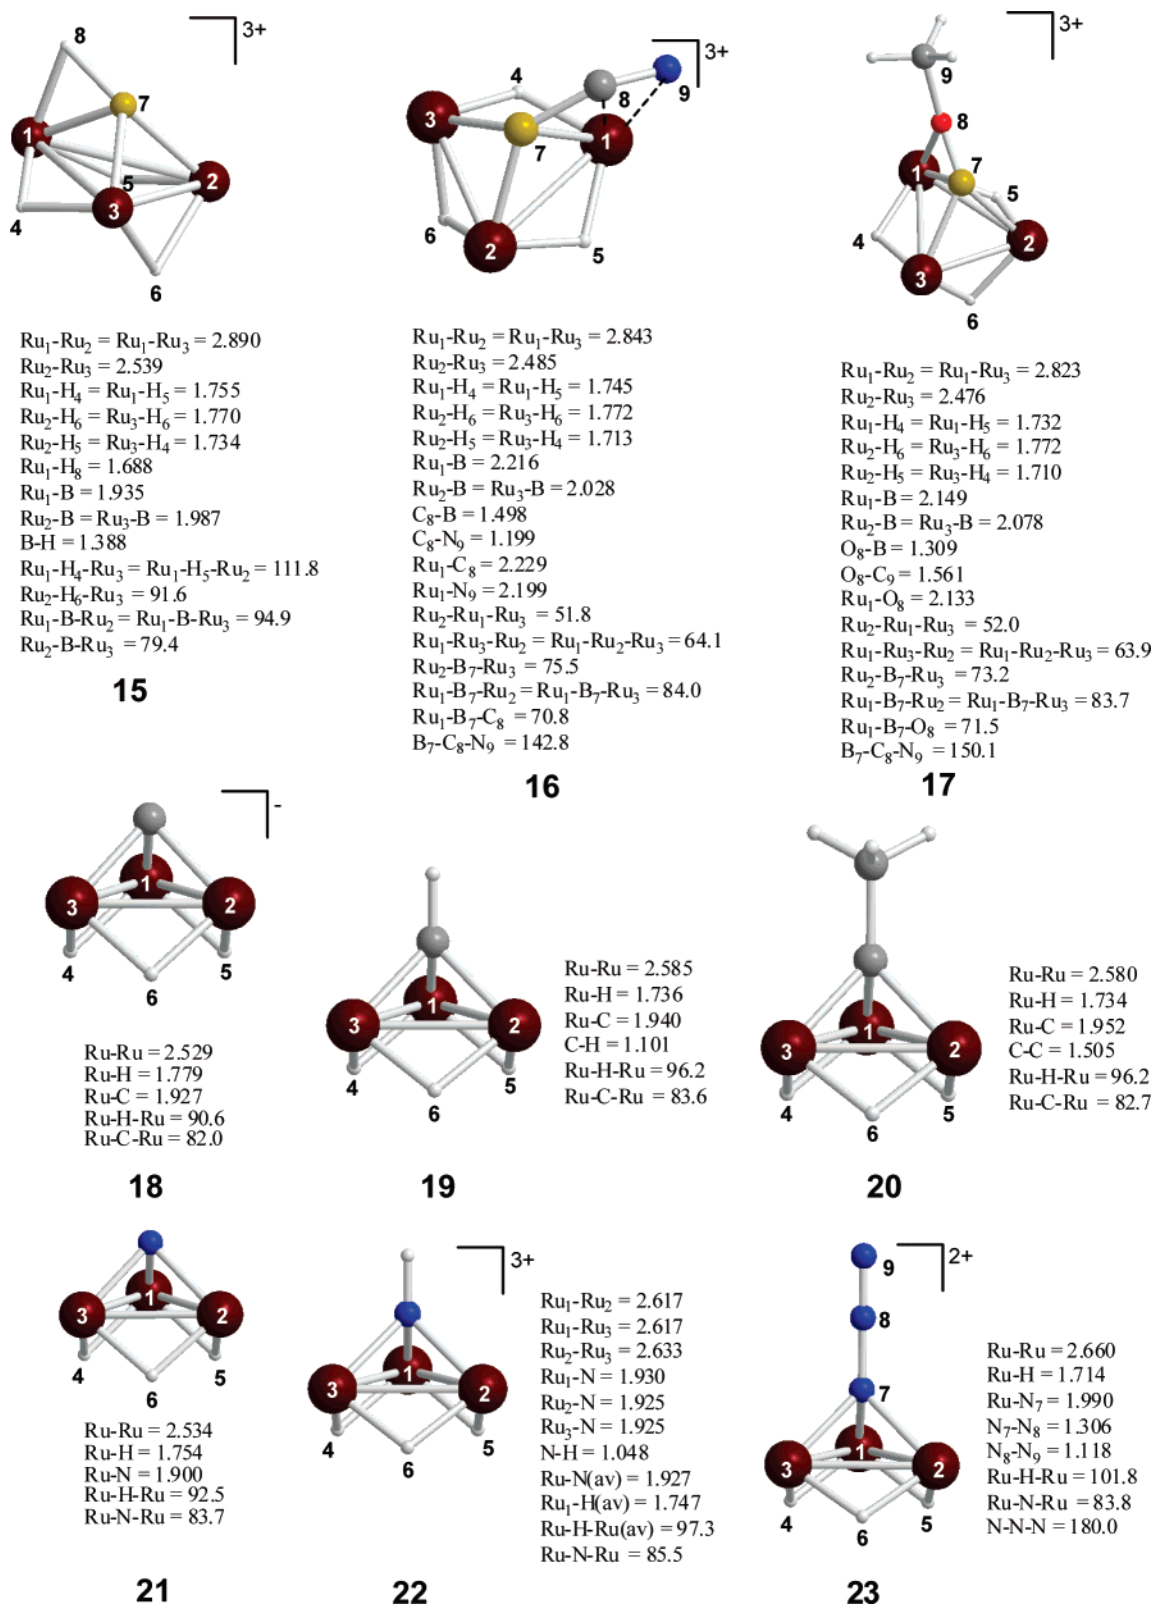 3+
8
7
1
5
2
3
4
6
Ru₁-Ru₂ = Ru₁-Ru₃ = 2.890
Ru₂-Ru₃ = 2.539
Ru₁-H₄ = Ru₁-H₅ = 1.755
Ru₂-H₆ = Ru₃-H₆ = 1.770
Ru₂-H₅ = Ru₃-H₄ = 1.734
Ru₁-H₈ = 1.688
Ru₁-B = 1.935
Ru₂-B = Ru₃-B = 1.987
B-H = 1.388
Ru₁-H₄-Ru₃ = Ru₁-H₅-Ru₂ = 111.8
Ru₂-H₆-Ru₃ = 91.6
Ru₁-B-Ru₂ = Ru₁-B-Ru₃ = 94.9
Ru₂-B-Ru₃ = 79.4
15
3+
4
8
9
3
7
1
6
2
5
Ru₁-Ru₂ = Ru₁-Ru₃ = 2.843
Ru₂-Ru₃ = 2.485
Ru₁-H₄ = Ru₁-H₅ = 1.745
Ru₂-H₆ = Ru₃-H₆ = 1.772
Ru₂-H₅ = Ru₃-H₄ = 1.713
Ru₁-B = 2.216
Ru₂-B = Ru₃-B = 2.028
C₈-B = 1.498
C₈-N₉ = 1.199
Ru₁-C₈ = 2.229
Ru₁-N₉ = 2.199
Ru₂-Ru₁-Ru₃ = 51.8
Ru₁-Ru₃-Ru₂ = Ru₁-Ru₂-Ru₃ = 64.1
Ru₂-B₇-Ru₃ = 75.5
Ru₁-B₇-Ru₂ = Ru₁-B₇-Ru₃ = 84.0
Ru₁-B₇-C₈ = 70.8
B₇-C₈-N₉ = 142.8
16
3+
9
8
1
7
5
4
2
3
6
Ru₁-Ru₂ = Ru₁-Ru₃ = 2.823
Ru₂-Ru₃ = 2.476
Ru₁-H₄ = Ru₁-H₅ = 1.732
Ru₂-H₆ = Ru₃-H₆ = 1.772
Ru₂-H₅ = Ru₃-H₄ = 1.710
Ru₁-B = 2.149
Ru₂-B = Ru₃-B = 2.078
O₈-B = 1.309
O₈-C₉ = 1.561
Ru₁-O₈ = 2.133
Ru₂-Ru₁-Ru₃ = 52.0
Ru₁-Ru₃-Ru₂ = Ru₁-Ru₂-Ru₃ = 63.9
Ru₂-B₇-Ru₃ = 73.2
Ru₁-B₇-Ru₂ = Ru₁-B₇-Ru₃ = 83.7
Ru₁-B₇-O₈ = 71.5
B₇-C₈-N₉ = 150.1
17
-
1
3
2
4
6
5
Ru-Ru = 2.529
Ru-H = 1.779
Ru-C = 1.927
Ru-H-Ru = 90.6
Ru-C-Ru = 82.0
18
1
3
2
4
6
5
Ru-Ru = 2.585
Ru-H = 1.736
Ru-C = 1.940
C-H = 1.101
Ru-H-Ru = 96.2
Ru-C-Ru = 83.6
19
1
3
2
4
6
5
Ru-Ru = 2.580
Ru-H = 1.734
Ru-C = 1.952
C-C = 1.505
Ru-H-Ru = 96.2
Ru-C-Ru = 82.7
20
1
3
2
4
6
5
Ru-Ru = 2.534
Ru-H = 1.754
Ru-N = 1.900
Ru-H-Ru = 92.5
Ru-N-Ru = 83.7
21
3+
1
3
2
4
6
5
Ru₁-Ru₂ = 2.617
Ru₁-Ru₃ = 2.617
Ru₂-Ru₃ = 2.633
Ru₁-N = 1.930
Ru₂-N = 1.925
Ru₃-N = 1.925
N-H = 1.048
Ru-N(av) = 1.927
Ru₁-H(av) = 1.747
Ru-H-Ru(av) = 97.3
Ru-N-Ru = 85.5
22
2+
9
8
7
1
3
2
4
6
5
Ru-Ru = 2.660
Ru-H = 1.714
Ru-N₇ = 1.990
N₇-N₈ = 1.306
N₈-N₉ = 1.118
Ru-H-Ru = 101.8
Ru-N-Ru = 83.8
N-N-N = 180.0
23